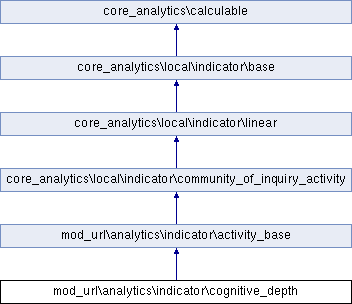 core_analytics\calculable
core_analytics\local\indicator\base
core_analytics\local\indicator\linear
core_analytics\local\indicator\community_of_inquiry_activity
mod_url\analytics\indicator\activity_base
mod_url\analytics\indicator\cognitive_depth